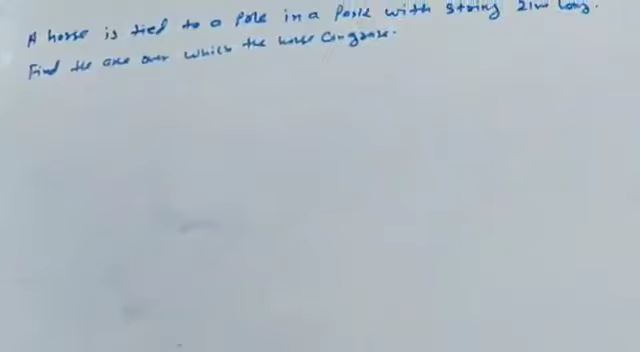 A horse is tied to a pole in a park with string 21m long.
Find the area over which the horse can graze.